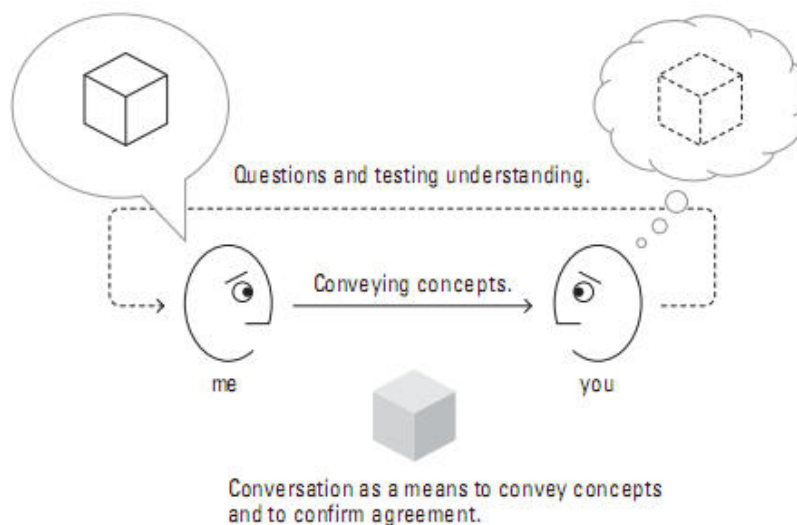 Questions and testing understanding.
Conveying concepts.
me
you
Conversation as a means to convey concepts
and to confirm agreement.